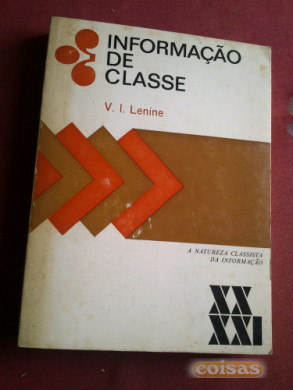 INFORMAÇÃO
DE
CLASSE
V. I. Lenine
A NATUREZA CLASSISTA
DA INFORMAÇÃO
XX
XXI
coisas